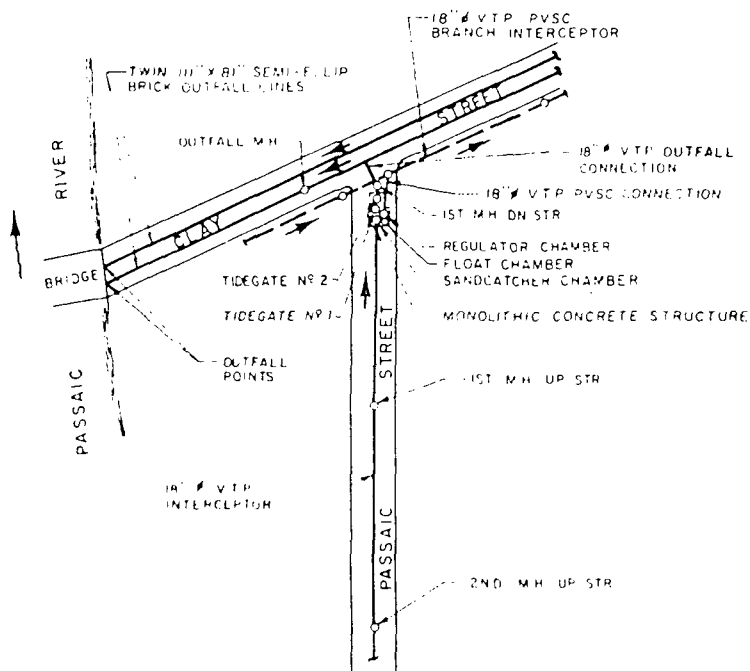 18" ø V.T.P. PVSC
BRANCH INTERCEPTOR
TWIN 111" X 81" SEMI-ELLIP
BRICK OUTFALL LINES
STREET
OUTFALL M.H.
18" ø V.T.P. OUTFALL
CONNECTION
RIVER
18" ø V.T.P. PVSC CONNECTION
1ST M.H. DN STR
CLAY
REGULATOR CHAMBER
FLOAT CHAMBER
SANDCATCHER CHAMBER
BRIDGE
TIDEGATE Nº 2
TIDEGATE Nº 1
MONOLITHIC CONCRETE STRUCTURE
STREET
OUTFALL
POINTS
1ST M.H. UP STR
PASSAIC
18" ø V.T.P.
INTERCEPTOR
PASSAIC
2ND M.H. UP STR